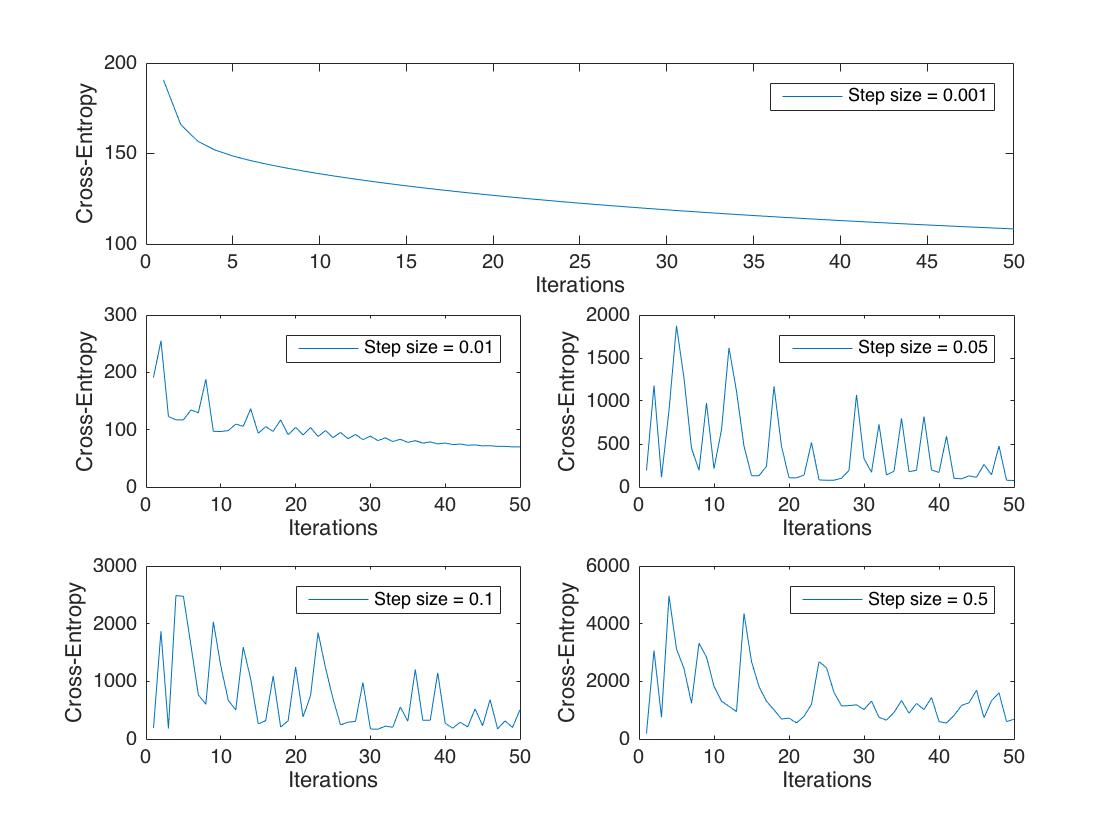 200
150
100
Cross-Entropy
Step size = 0.001
0 5 10 15 20 25 30 35 40 45 50
Iterations
300
200
100
0
Cross-Entropy
Step size = 0.01
0 10 20 30 40 50
Iterations
2000
1500
1000
500
0
Cross-Entropy
Step size = 0.05
0 10 20 30 40 50
Iterations
3000
2000
1000
0
Cross-Entropy
Step size = 0.1
0 10 20 30 40 50
Iterations
6000
4000
2000
0
Cross-Entropy
Step size = 0.5
0 10 20 30 40 50
Iterations